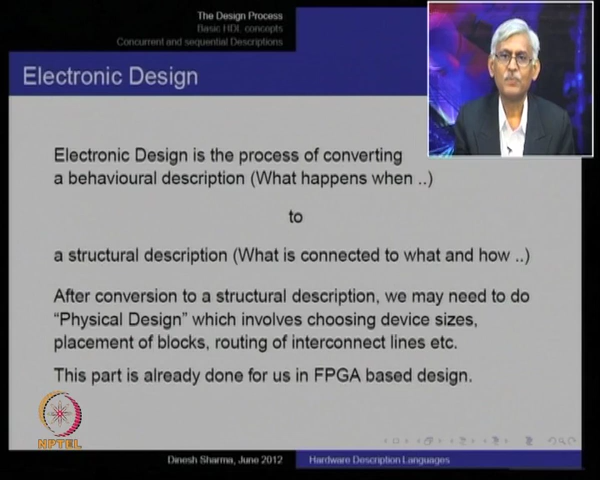 The Design Process
Basic HDL concepts
Concurrent and sequential Descriptions
Electronic Design
Electronic Design is the process of converting
a behavioural description (What happens when ..)
to
a structural description (What is connected to what and how ..)
After conversion to a structural description, we may need to do
“Physical Design” which involves choosing device sizes,
placement of blocks, routing of interconnect lines etc.
This part is already done for us in FPGA based design.
NPTEL
Dinesh Sharma, June 2012
Hardware Description Languages